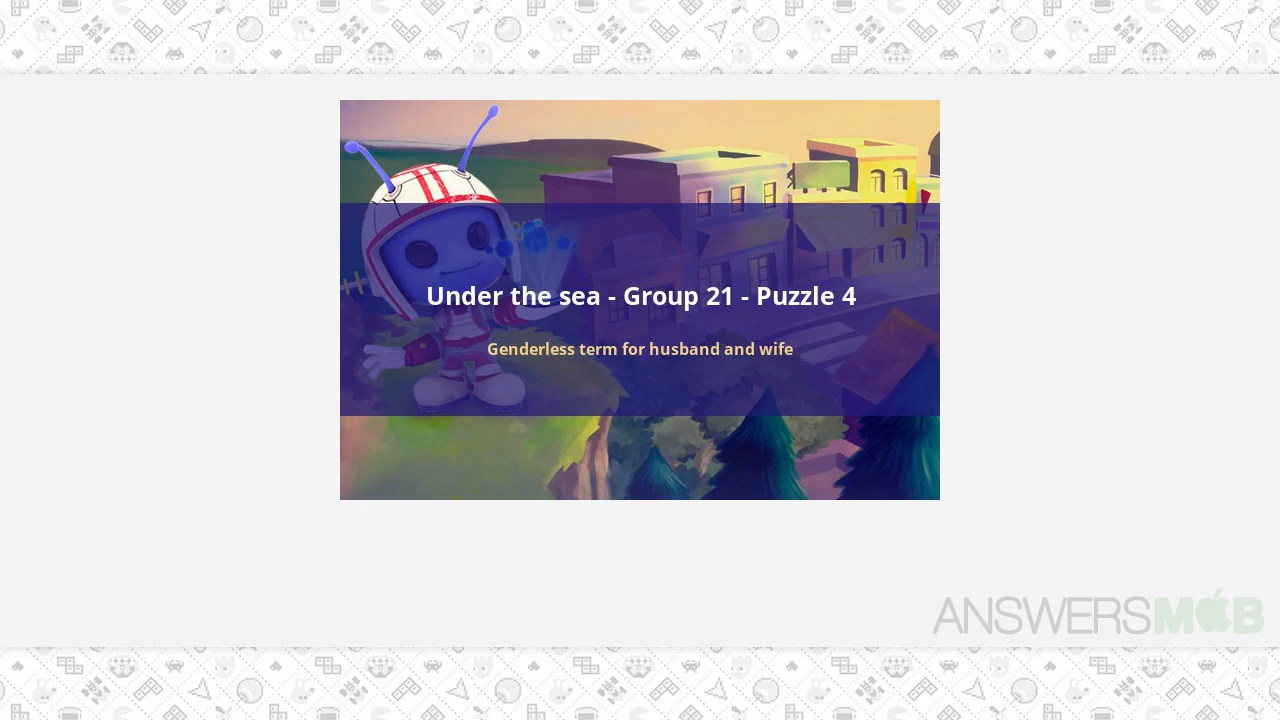 Under the sea - Group 21 - Puzzle 4
Genderless term for husband and wife
ANSWERSMOB